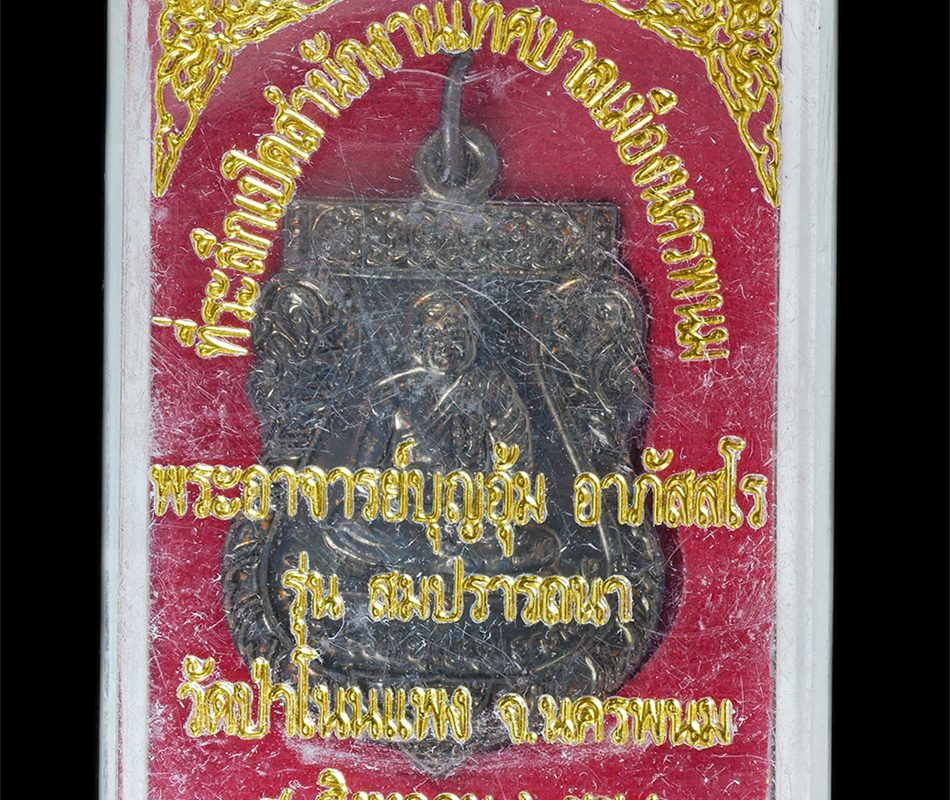 ที่ระลึกเปิดสำนักงานเทศบาลเมืองนครพนม
พระอาจารย์บุญอุ้ม อาภัสสโร
รุ่น สมปรารถนา
วัดป่าโนนแพง จ.นครพนม